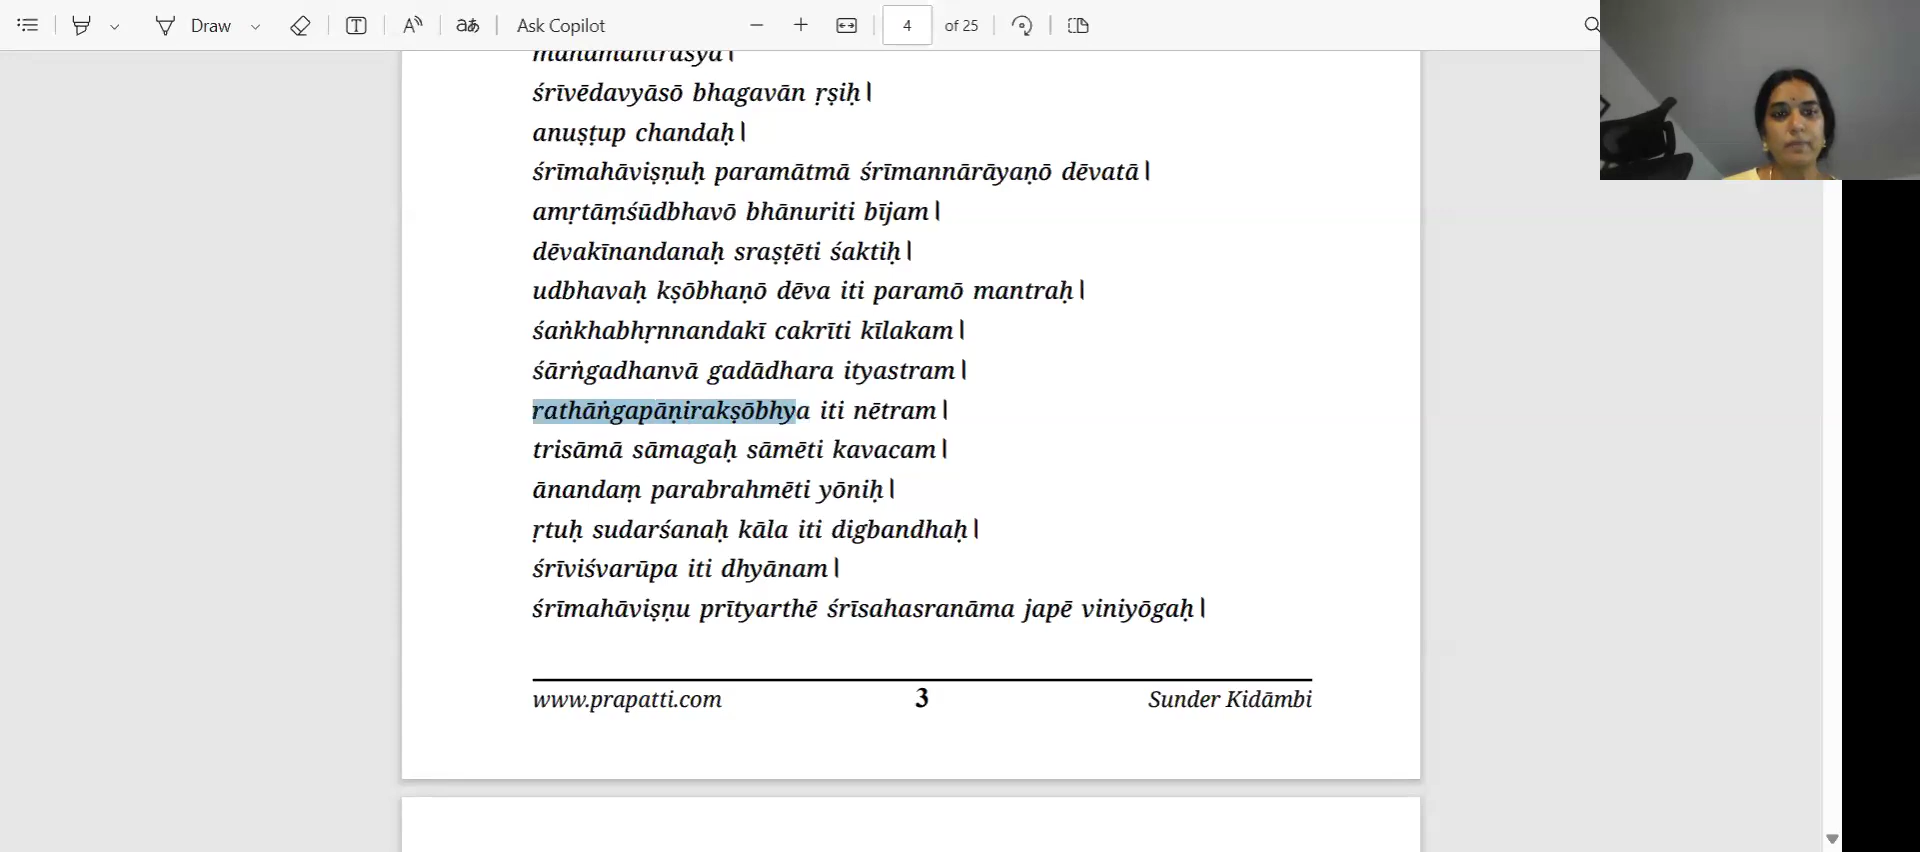 Draw
Ask Copilot
4 of 25
mahāmantrasya।
śrīvēdavyāsō bhagavān ṛṣiḥ।
anuṣṭup chandaḥ।
śrīmahāviṣṇuḥ paramātmā śrīmannārāyaṇō dēvatā।
amṛtāṃśūdbhavō bhānuriti bījam।
dēvakīnandanaḥ sraṣṭēti śaktiḥ।
udbhavaḥ kṣōbhaṇō dēva iti paramō mantraḥ।
śaṅkhabhṛnnandakī cakrīti kīlakam।
śārṅgadhanvā gadādhara ityastram।
rathāṅgapāṇirakṣōbhya iti nētram।
trisāmā sāmagaḥ sāmēti kavacam।
ānandaṃ parabrahmēti yōniḥ।
ṛtuḥ sudarśanaḥ kāla iti digbandhaḥ।
śrīviśvarūpa iti dhyānam।
śrīmahāviṣṇu prītyarthē śrīsahasranāma japē viniyōgaḥ।
www.prapatti.com 3 Sunder Kidāmbi